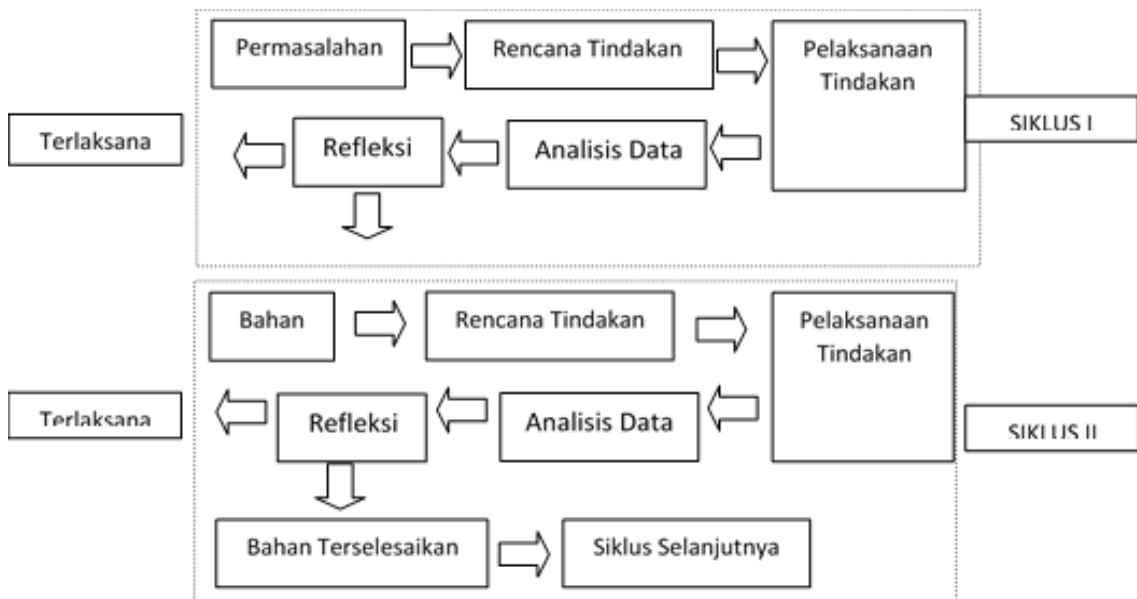 Permasalahan
Rencana Tindakan
Pelaksanaan
Tindakan
SIKLUS I
Terlaksana
Refleksi
Analisis Data
Bahan
Rencana Tindakan
Pelaksanaan
Tindakan
Terlaksana
Refleksi
Analisis Data
SIKLUS II
Bahan Terselesaikan
Siklus Selanjutnya